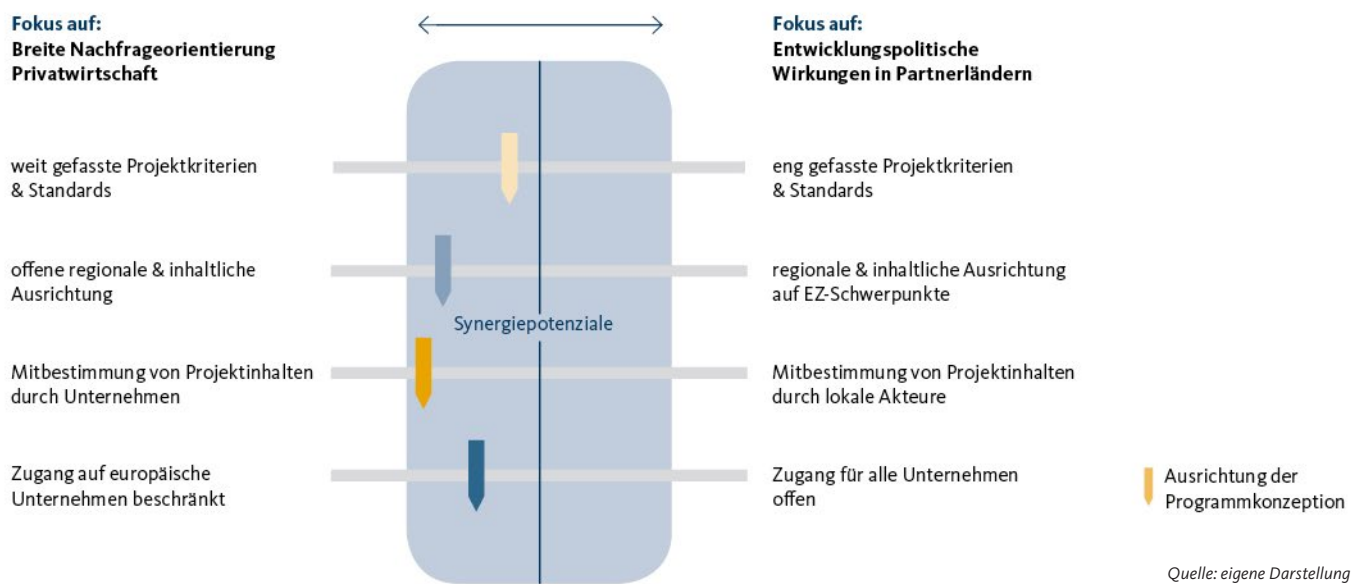 Fokus auf:
Breite Nachfrageorientierung
Privatwirtschaft
Fokus auf:
Entwicklungspolitische
Wirkungen in Partnerländern
weit gefasste Projektkriterien
& Standards
eng gefasste Projektkriterien
& Standards
offene regionale & inhaltliche
Ausrichtung
regionale & inhaltliche Ausrichtung
auf EZ-Schwerpunkte
Synergiepotenziale
Mitbestimmung von Projektinhalten
durch Unternehmen
Mitbestimmung von Projektinhalten
durch lokale Akteure
Zugang auf europäische
Unternehmen beschränkt
Zugang für alle Unternehmen
offen
Ausrichtung der
Programmkonzeption
Quelle: eigene Darstellung